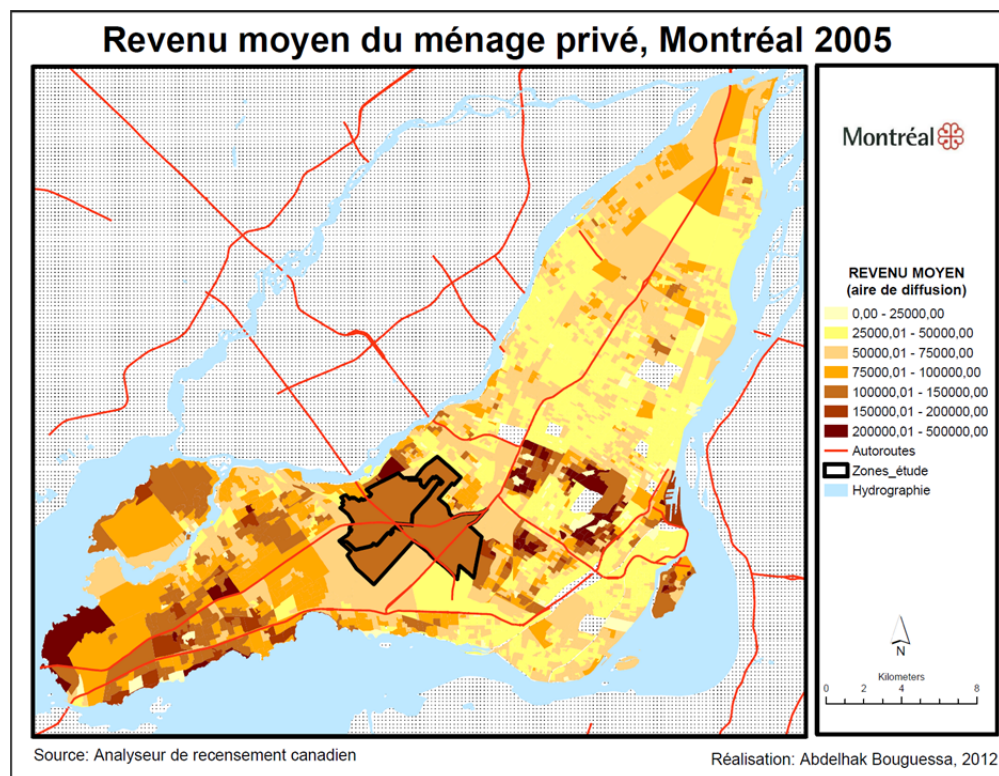 Revenu moyen du ménage privé, Montréal 2005
Montréal
REVENU MOYEN
(aire de diffusion)
0,00 - 25000,00
25000,01 - 50000,00
50000,01 - 75000,00
75000,01 - 100000,00
100000,01 - 150000,00
150000,01 - 200000,00
200000,01 - 500000,00
Autoroutes
Zones_étude
Hydrographie
N
Kilometers
0 2 4 8
Source: Analyseur de recensement canadien
Réalisation: Abdelhak Bouguessa, 2012